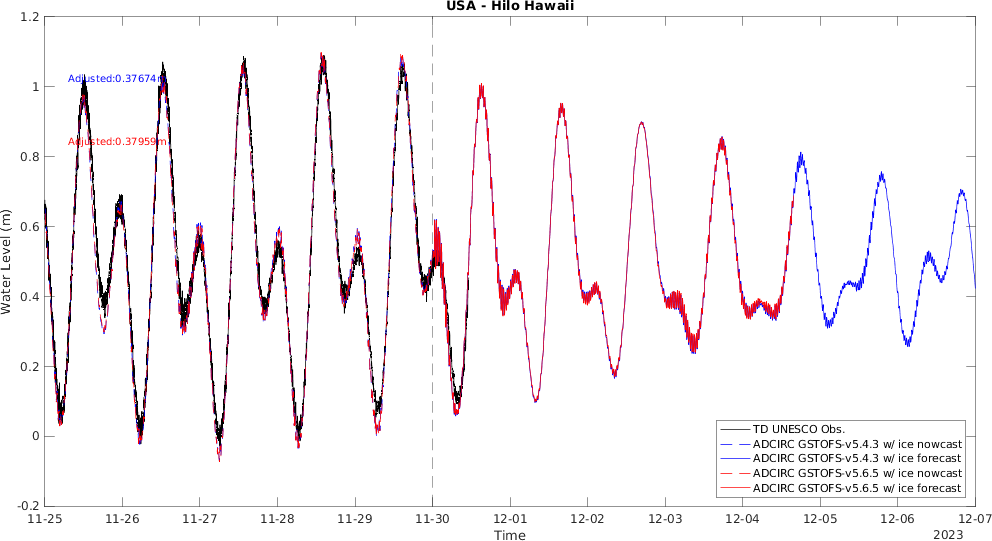 USA - Hilo Hawaii
1.2
1
0.8
0.6
0.4
0.2
0
-0.2
Water Level (m)
Adjusted:0.37674m
Adjusted:0.37959m
TD UNESCO Obs.
ADCIRC GSTOFS-v5.4.3 w/ ice nowcast
ADCIRC GSTOFS-v5.4.3 w/ ice forecast
ADCIRC GSTOFS-v5.6.5 w/ ice nowcast
ADCIRC GSTOFS-v5.6.5 w/ ice forecast
11-25 11-26 11-27 11-28 11-29 11-30 12-01 12-02 12-03 12-04 12-05 12-06 12-07
Time
2023